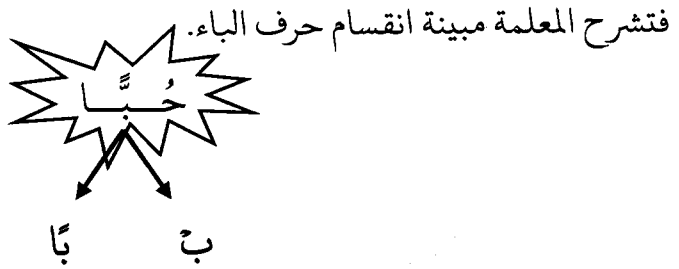 فتشرح المعلمة مبينة انقسام حرف الباء.
حُبًّا
بْ بًا